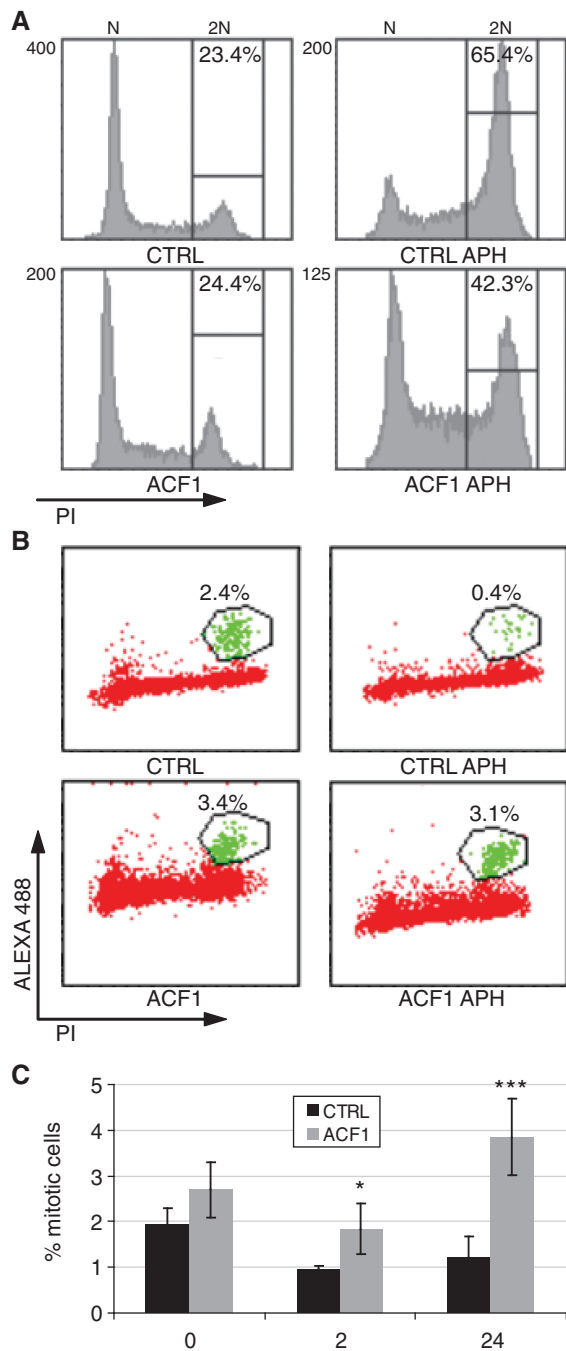 A
N 2N N 2N
400 23.4% 200 65.4%
CTRL CTRL APH
200 24.4% 125 42.3%
ACF1 ACF1 APH
PI
B
2.4% 0.4%
CTRL CTRL APH
3.4% 3.1%
ALEXA 488
ACF1 ACF1 APH
PI
C
% mitotic cells
5
4
3
2
1
0
CTRL
ACF1
*
***
0 2 24